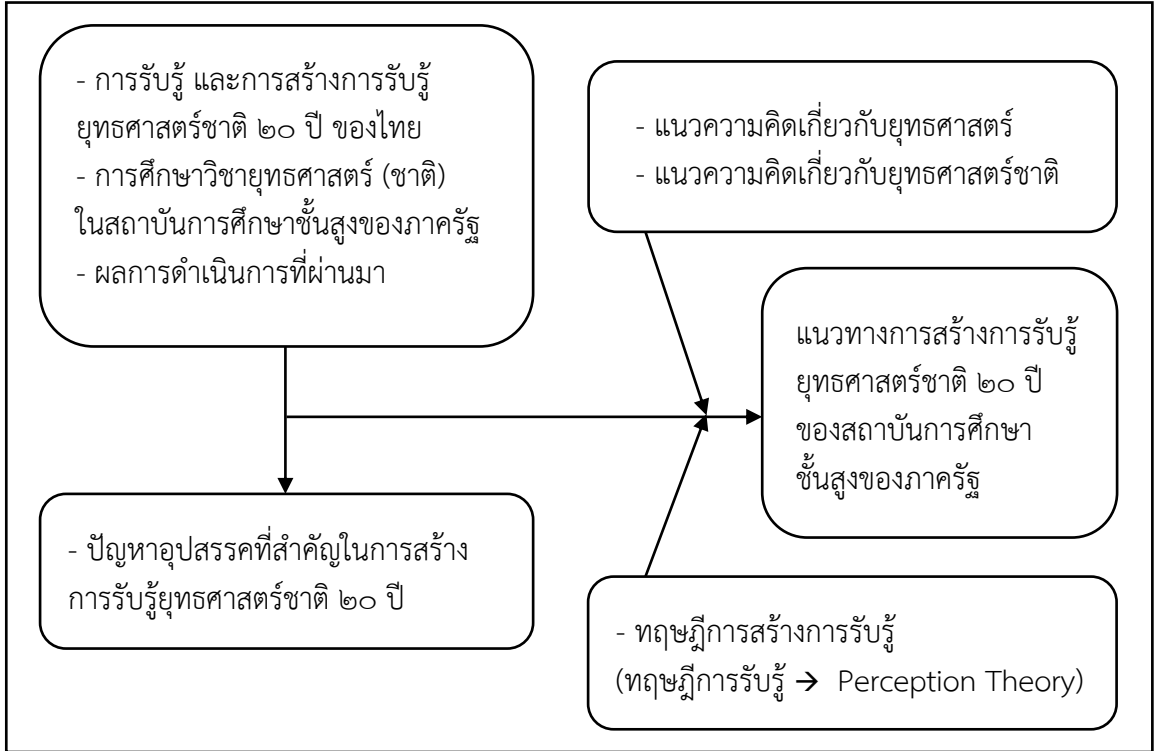 - การรับรู้ และการสร้างการรับรู้
ยุทธศาสตร์ชาติ ๒๐ ปี ของไทย
- การศึกษาวิชายุทธศาสตร์ (ชาติ)
ในสถาบันการศึกษาชั้นสูงของภาครัฐ
- ผลการดำเนินการที่ผ่านมา
- แนวความคิดเกี่ยวกับยุทธศาสตร์
- แนวความคิดเกี่ยวกับยุทธศาสตร์ชาติ
แนวทางการสร้างการรับรู้
ยุทธศาสตร์ชาติ ๒๐ ปี
ของสถาบันการศึกษา
ชั้นสูงของภาครัฐ
- ปัญหาอุปสรรคที่สำคัญในการสร้าง
การรับรู้ยุทธศาสตร์ชาติ ๒๐ ปี
- ทฤษฎีการสร้างการรับรู้
(ทฤษฎีการรับรู้ → Perception Theory)